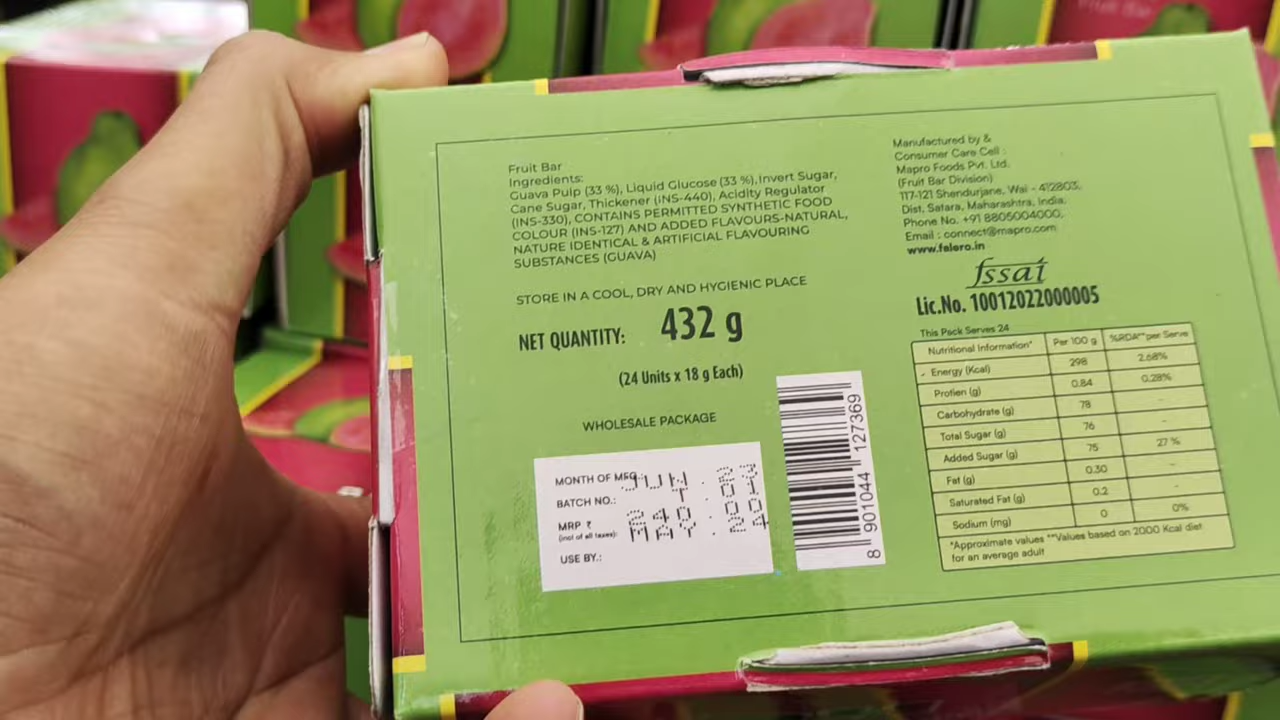 Fruit Bar
Ingredients:
Guava Pulp (33 %), Liquid Glucose (33 %), Invert Sugar,
Cane Sugar, Thickener (INS-440), Acidity Regulator
(INS-330), CONTAINS PERMITTED SYNTHETIC FOOD
COLOUR (INS-127) AND ADDED FLAVOURS-NATURAL,
NATURE IDENTICAL & ARTIFICIAL FLAVOURING
SUBSTANCES (GUAVA)
STORE IN A COOL, DRY AND HYGIENIC PLACE
NET QUANTITY: 432 g
(24 Units x 18 g Each)
WHOLESALE PACKAGE
MONTH OF MFG.: JUN
BATCH NO.:
MRP ₹
(incl of all taxes):
MAY
USE BY.:
8 901044 127369
Manufactured by &
Consumer Care Cell :
Mapro Foods Pvt. Ltd.
(Fruit Bar Division)
117-121 Shendurjane, Wai - 412803,
Dist. Satara, Maharashtra, India.
Phone No. +91 8805004000,
Email : connect@mapro.com
www.falero.in
fssai
Lic.No. 10012022000005
This Pack Serves 24
Nutritional Information* Per 100 g %RDA** per Serve
Energy (Kcal) 298 2.68%
Protien (g) 0.84 0.28%
Carbohydrate (g) 78 -
Total Sugar (g) 76 -
Added Sugar (g) 75 27 %
Fat (g) 0.30 -
Saturated Fat (g) 0.2 -
Sodium (mg) 0 0%
*Approximate values **Values based on 2000 Kcal diet
for an average adult